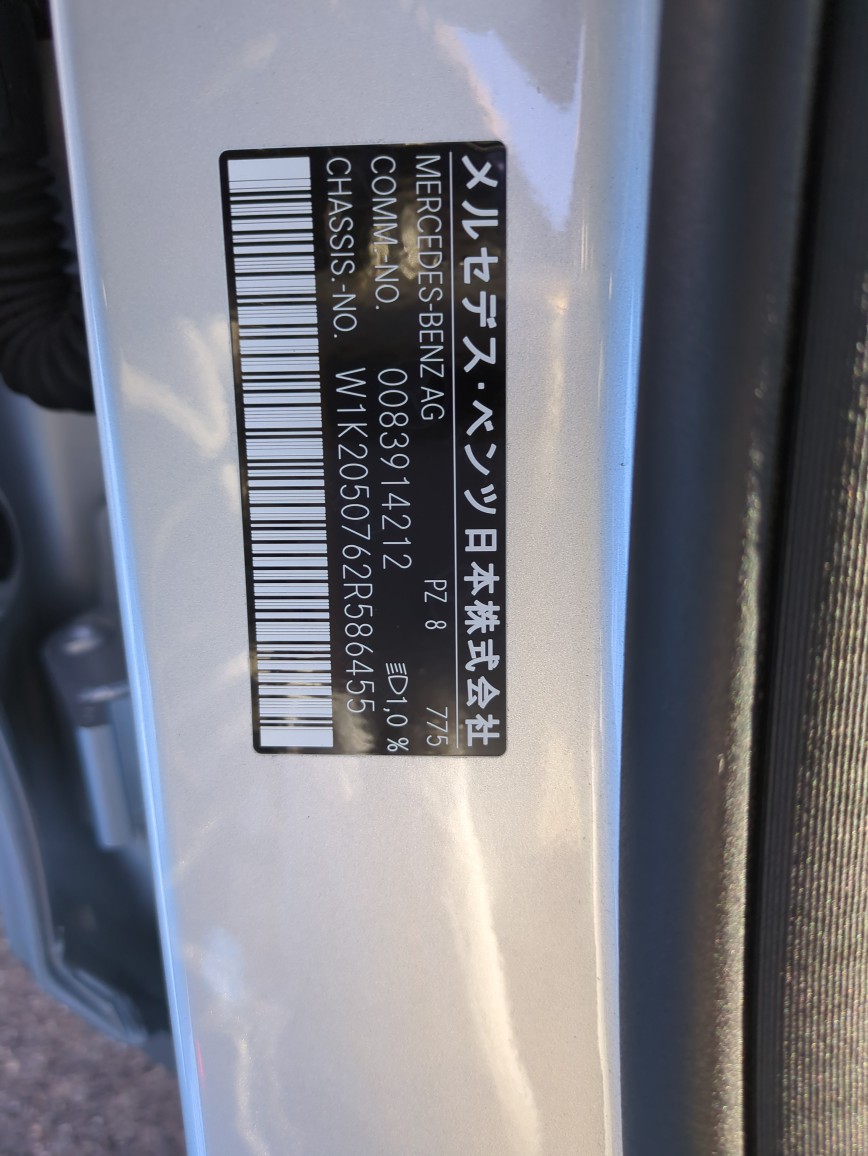 メルセデス・ベンツ日本株式会社
MERCEDES-BENZ AG PZ 8 775
COMM.-NO. 0083914212 1,0 %
CHASSIS.-NO. W1K2050762R586455